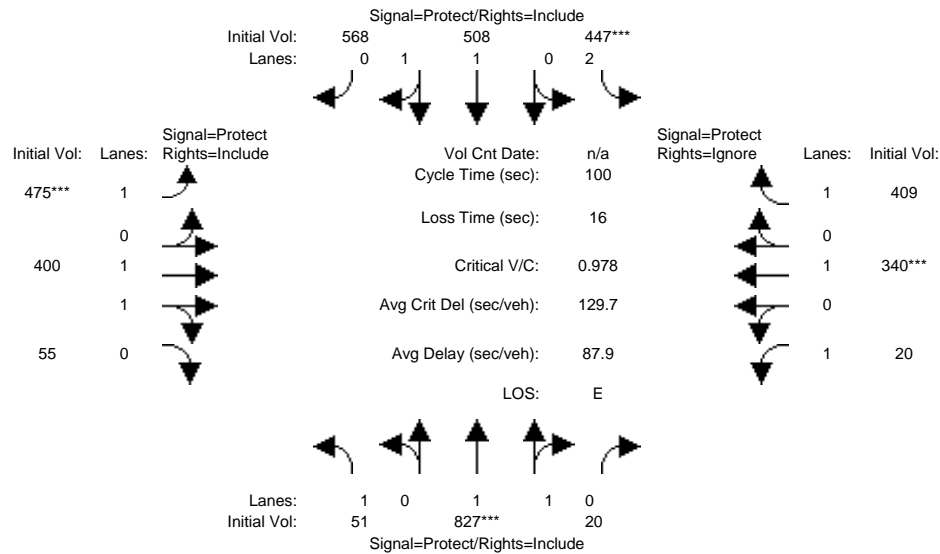 Signal=Protect/Rights=Include
Initial Vol: 568 508 447***
Lanes: 0 1 1 0 2
Signal=Protect Signal=Protect
Initial Vol: Lanes: Rights=Include Vol Cnt Date: n/a Rights=Ignore Lanes: Initial Vol:
Cycle Time (sec): 100
475*** 1 1 409
Loss Time (sec): 16
0 0
400 1 Critical V/C: 0.978 1 340***
1 Avg Crit Del (sec/veh): 129.7 0
55 0 Avg Delay (sec/veh): 87.9 1 20
LOS: E
Lanes: 1 0 1 1 0
Initial Vol: 51 827*** 20
Signal=Protect/Rights=Include